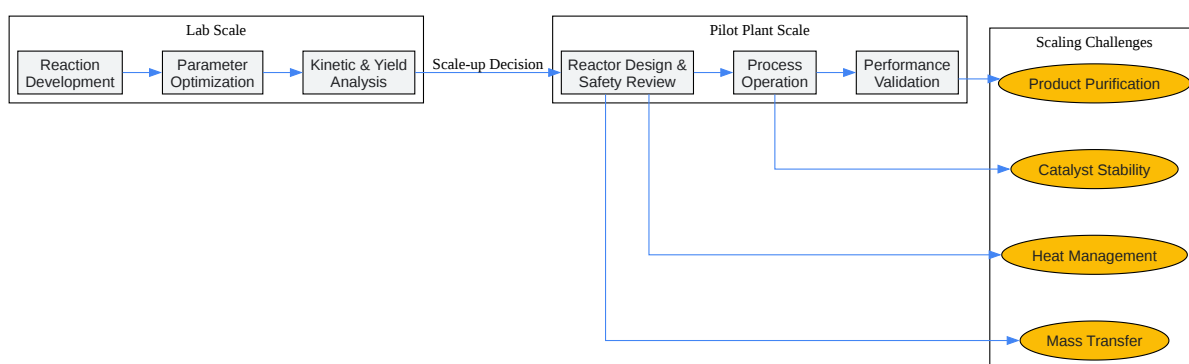 Lab Scale
Reaction
Development
Parameter
Optimization
Kinetic & Yield
Analysis
Scale-up Decision
Pilot Plant Scale
Reactor Design &
Safety Review
Process
Operation
Performance
Validation
Scaling Challenges
Product Purification
Catalyst Stability
Heat Management
Mass Transfer